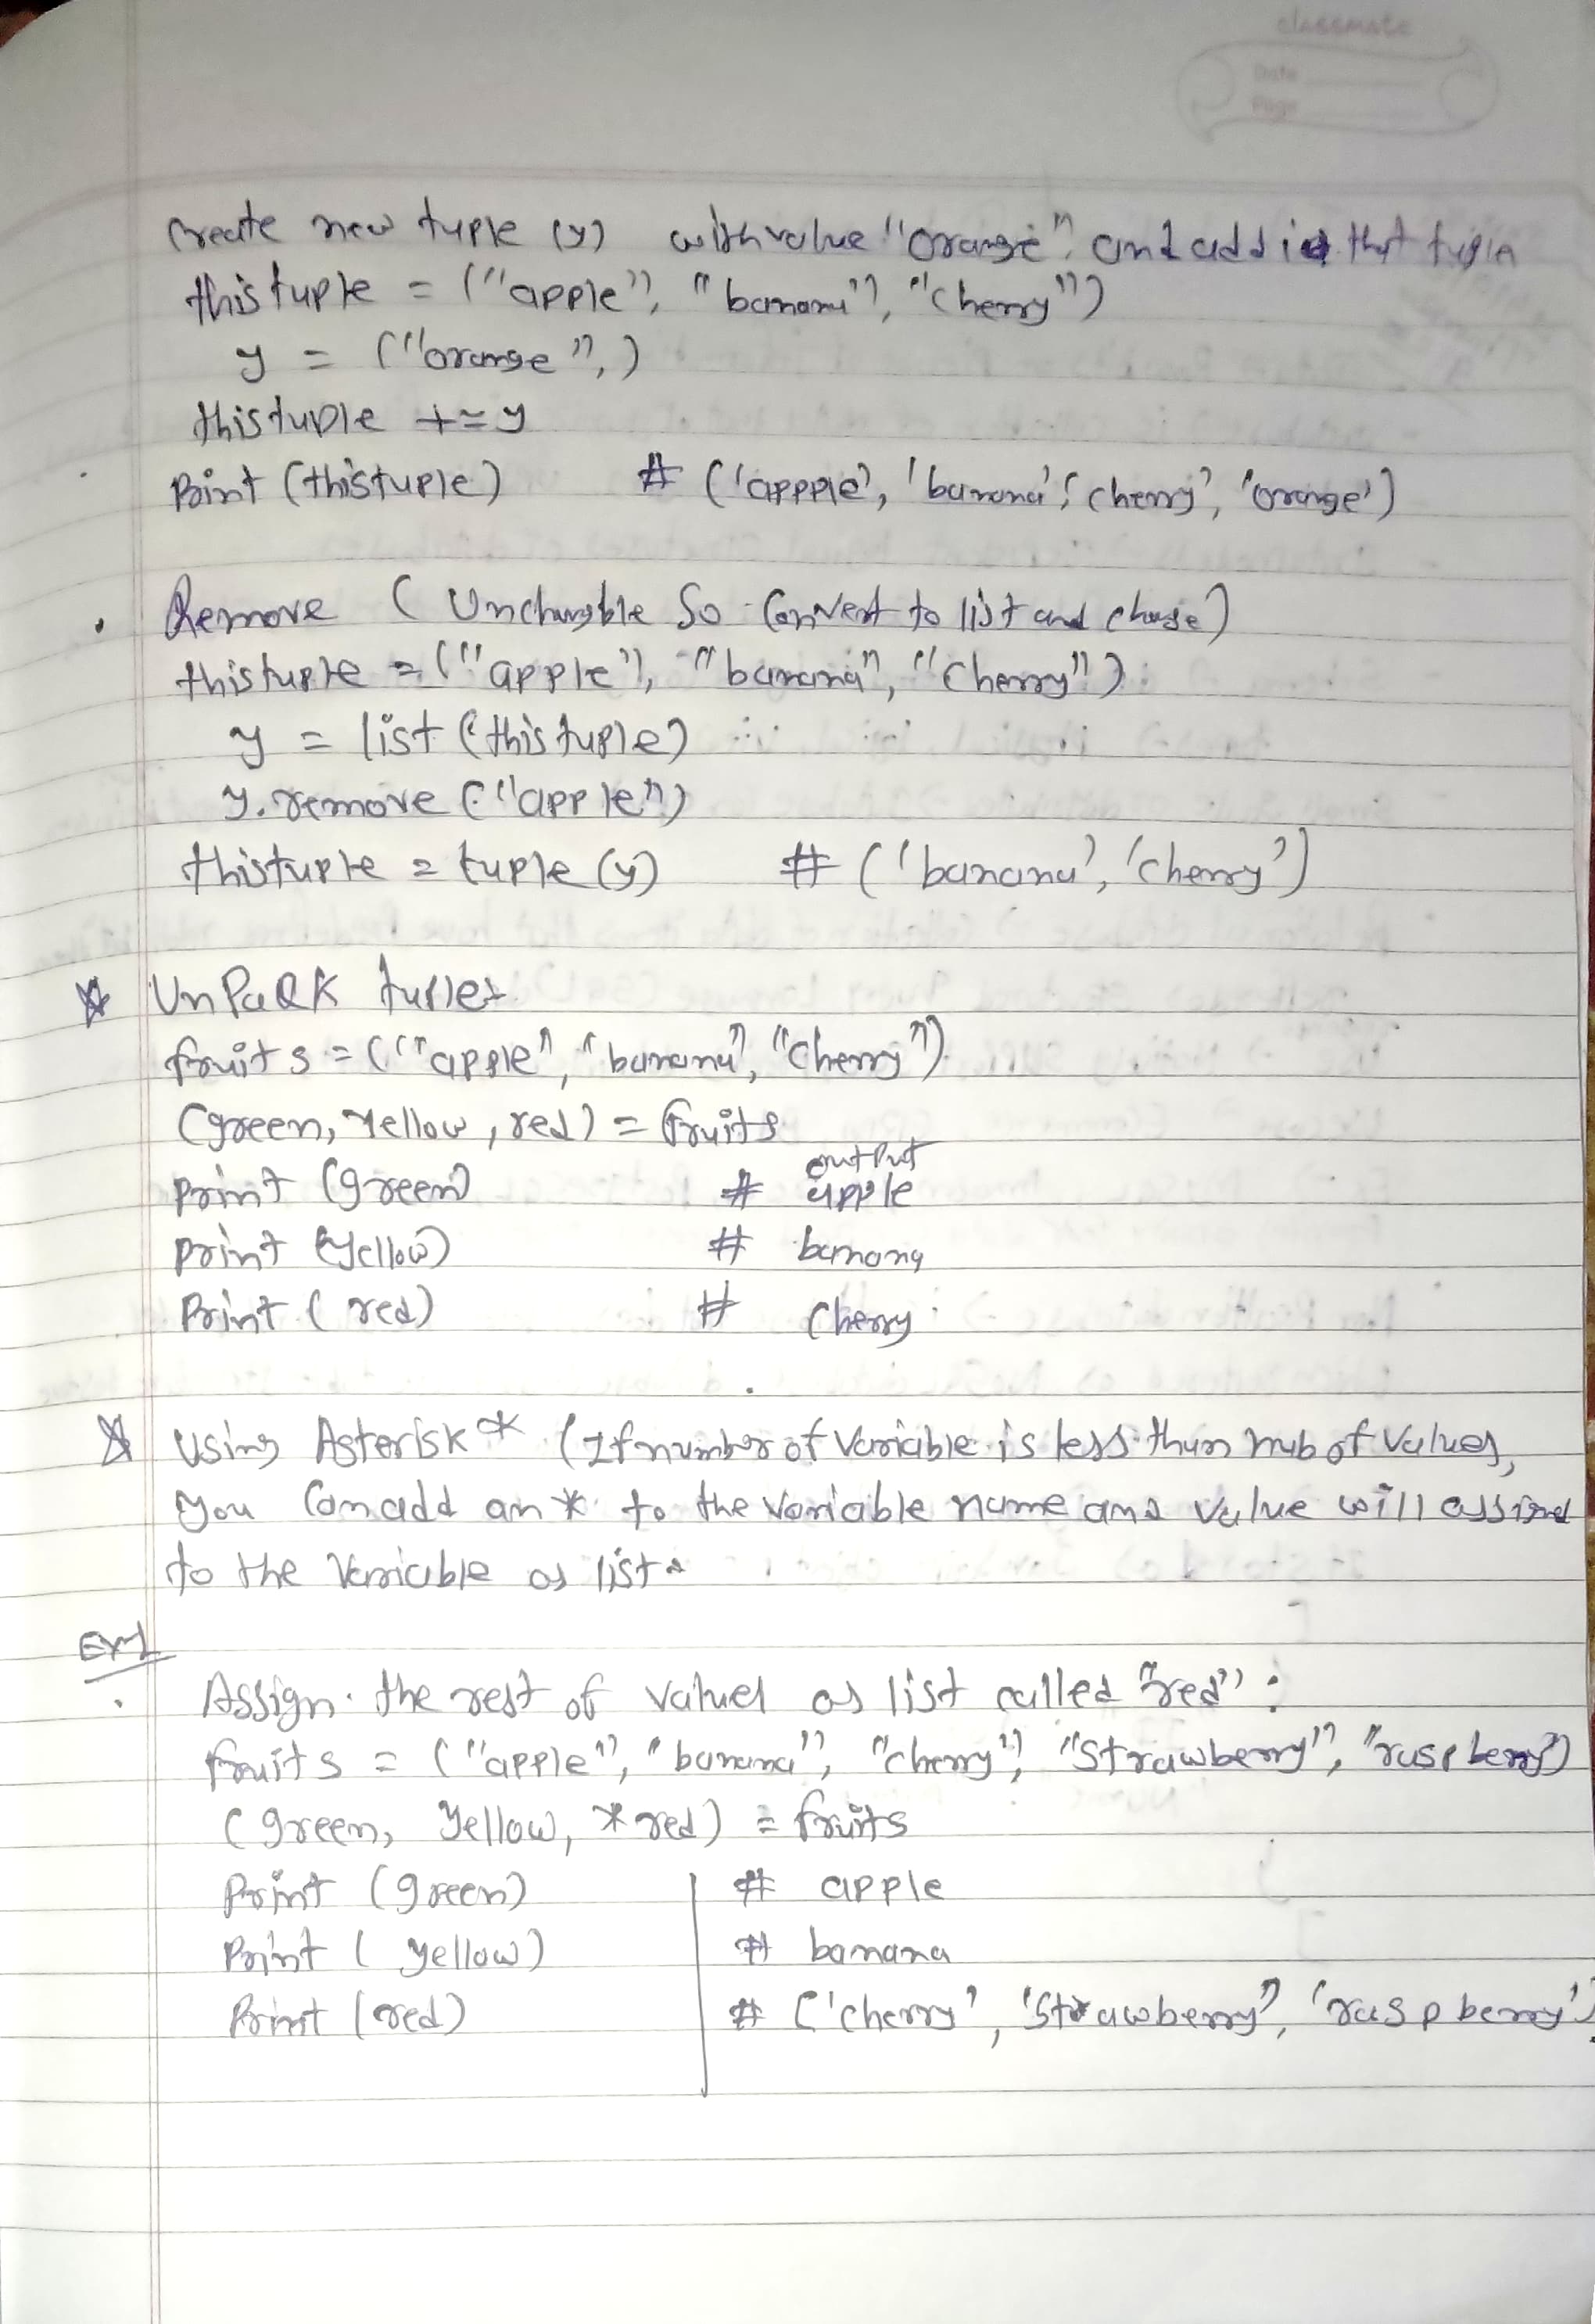 classmate
Date
Page
Create new tuple (y) with value "orange" and add in that tuple
thistuple = ("apple", "banana", "cherry")
y = ("orange",)
thistuple += y
Print (thistuple) # ('appple', 'banana', 'cherry', 'orange')
. Remove ( Unchangble So Convert to list and change)
thistuple = ("apple", "banana", "cherry")
y = list (thistuple)
y. remove ("apple")
thistuple = tuple (y) # ('banana', 'cherry')
UnPack tuples
fruits = ("apple", "banana", "cherry")
(green, Yellow, red) = fruits
output
print (green) # apple
print (yellow) # banana
Print ( red) # Cherry
Using Asterisk * (If number of Variable is less than nub of Values,
You Can add an * to the Variable name and Value will assined
to the Variable as list.
Ex-1
. Assign the rest of values as list called "red" :
fruits = ("apple", "banana", "cherry", "Strawberry", "raspberry")
(green, Yellow, *red) = fruits
Print (green) # apple
Print ( yellow) # banana
Print (red) # ['cherry', 'Strawberry', 'raspberry']